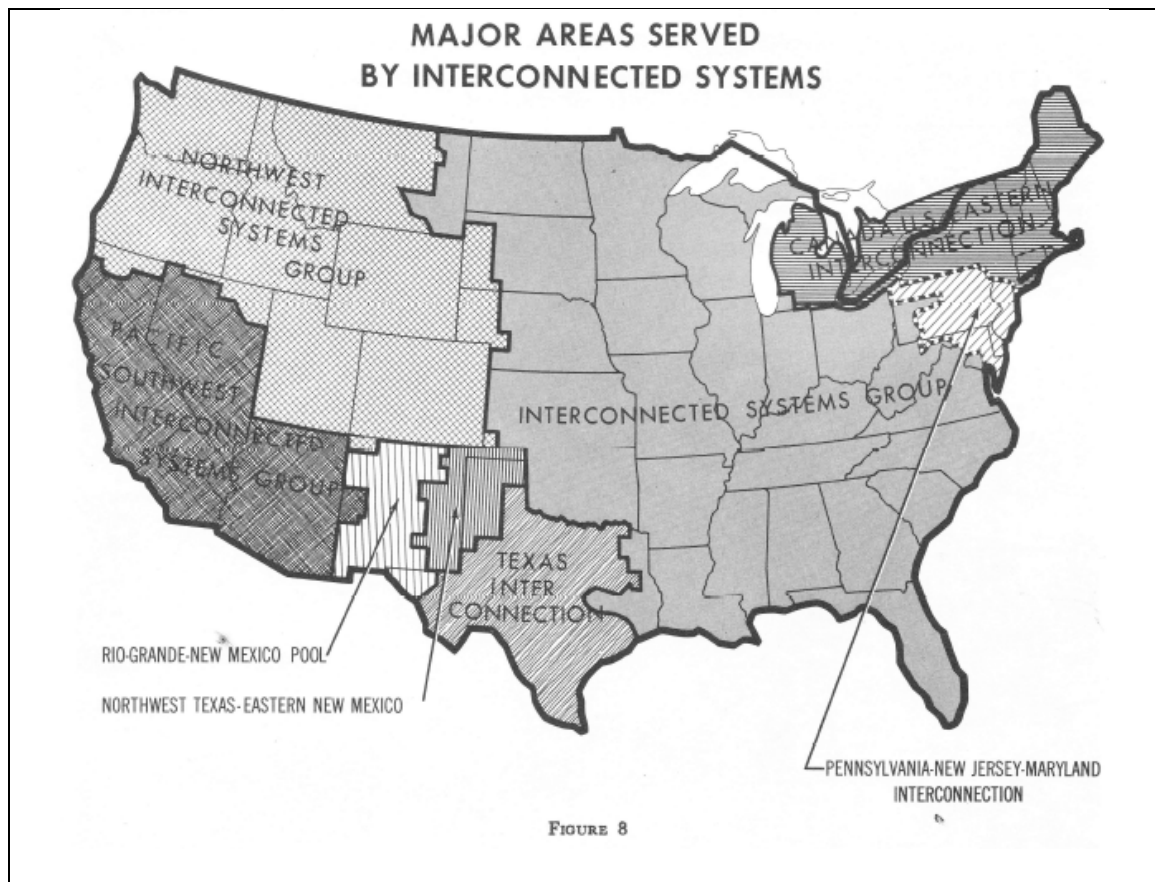 MAJOR AREAS SERVED
BY INTERCONNECTED SYSTEMS
NORTHWEST
INTERCONNECTED
SYSTEMS
GROUP
CANADA U.S. EASTERN
INTERCONNECTION
PACIFIC
SOUTHWEST
INTERCONNECTED
SYSTEMS GROUP
INTERCONNECTED SYSTEMS GROUP
TEXAS
INTER
CONNECTION
RIO-GRANDE-NEW MEXICO POOL
NORTHWEST TEXAS-EASTERN NEW MEXICO
PENNSYLVANIA-NEW JERSEY-MARYLAND
INTERCONNECTION
FIGURE 8